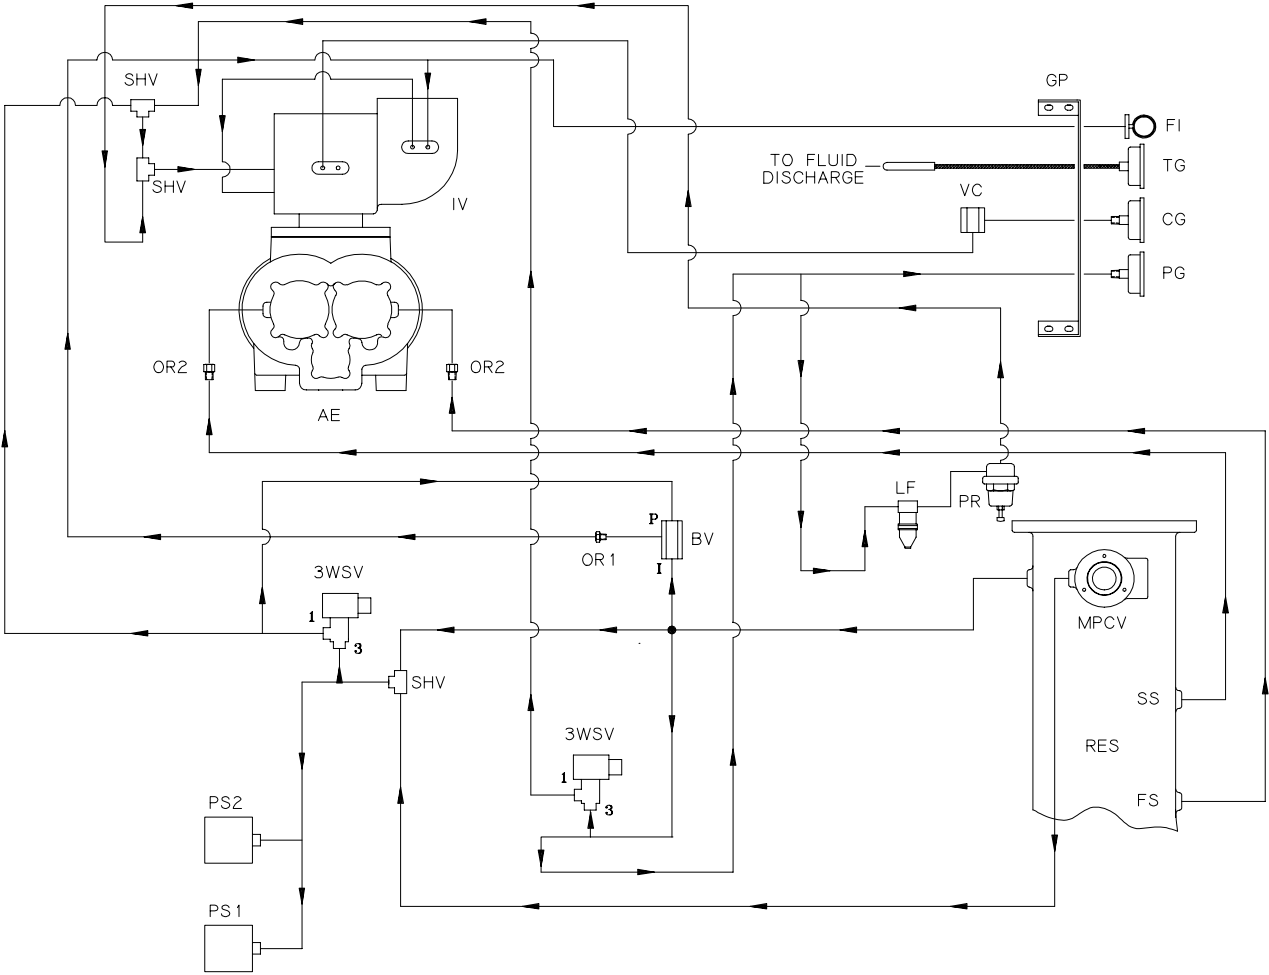 SHV
GP
FI
TO FLUID
DISCHARGE
TG
SHV
VC
IV
CG
PG
OR2
OR2
AE
LF
PR
P
BV
OR1
I
3WSV
1
3
MPCV
SHV
SS
3WSV
RES
1
PS2
3
FS
PS1